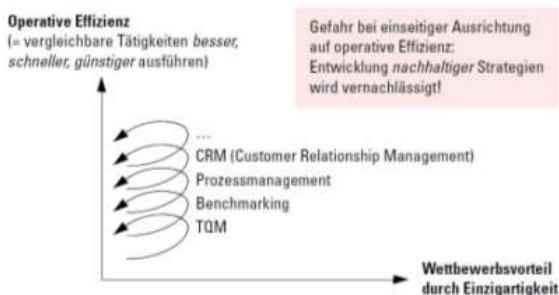 Operative Effizienz
(= vergleichbare Tätigkeiten besser,
schneller, günstiger ausführen)
Gefahr bei einseitiger Ausrichtung
auf operative Effizienz:
Entwicklung nachhaltiger Strategien
wird vernachlässigt!
...
CRM (Customer Relationship Management)
Prozessmanagement
Benchmarking
TQM
Wettbewerbsvorteil
durch Einzigartigkeit